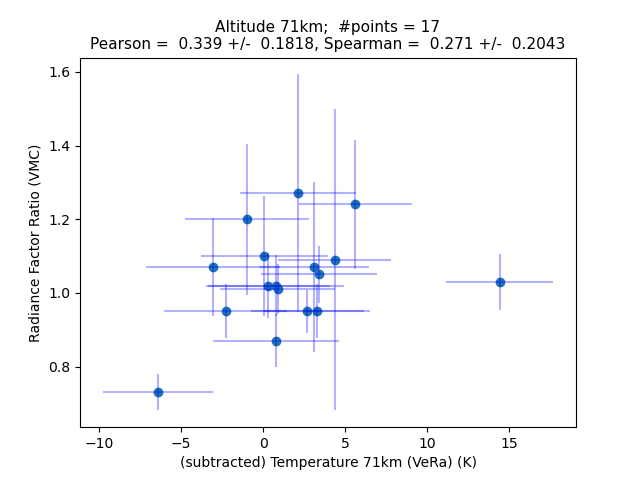 Altitude 71km;  #points = 17
Pearson =  0.339 +/-  0.1818, Spearman =  0.271 +/-  0.2043
1.6
1.4
1.2
1.0
0.8
Radiance Factor Ratio (VMC)
−10
−5
0
5
10
15
(subtracted) Temperature 71km (VeRa) (K)